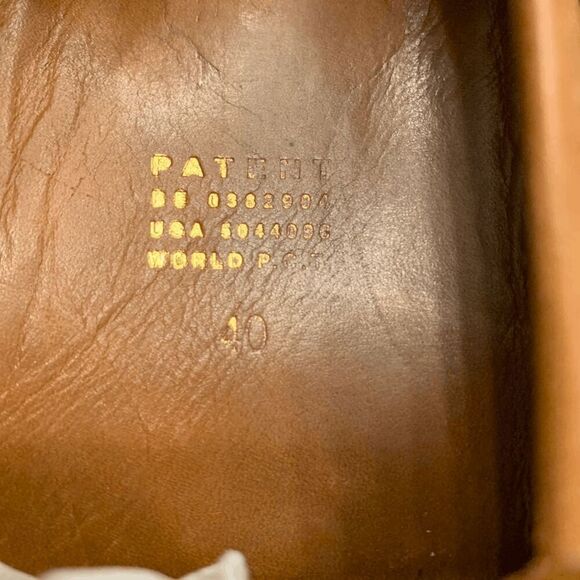 PATENT
BE 0382904
USA 5044096
WORLD P.C.T.
40